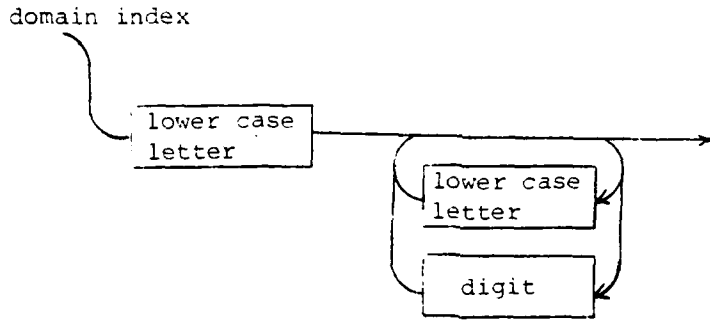 domain index
lower case
letter
lower case
letter
digit